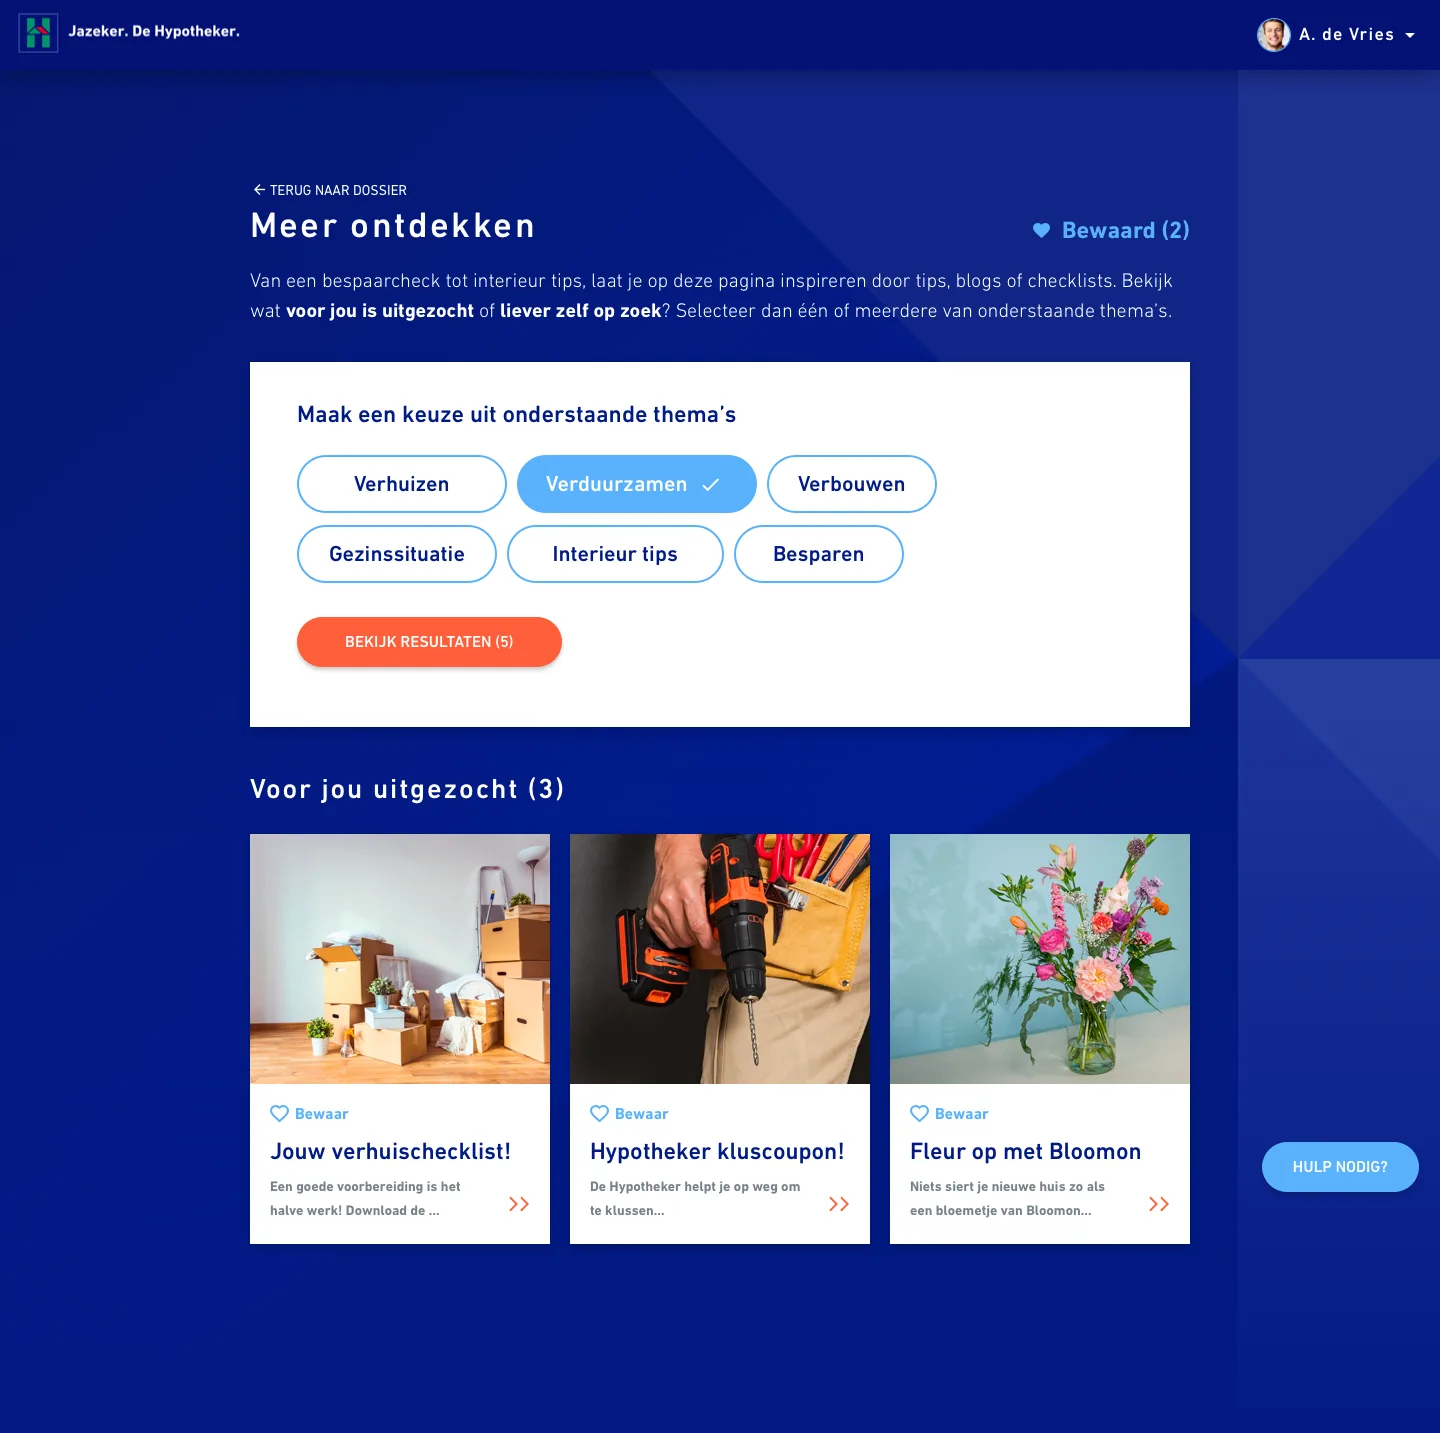 Jazeker. De Hypotheker.
A. de Vries
TERUG NAAR DOSSIER
Meer ontdekken
Bewaard (2)
Van een bespaarcheck tot interieur tips, laat je op deze pagina inspireren door tips, blogs of checklists. Bekijk
wat voor jou is uitgezocht of liever zelf op zoek? Selecteer dan één of meerdere van onderstaande thema’s.
Maak een keuze uit onderstaande thema’s
Verhuizen
Verduurzamen
Verbouwen
Gezinssituatie
Interieur tips
Besparen
BEKIJK RESULTATEN (5)
Voor jou uitgezocht (3)
Bewaar
Jouw verhuischecklist!
Een goede voorbereiding is het
halve werk! Download de ...
Bewaar
Hypotheker kluscoupon!
De Hypotheker helpt je op weg om
te klussen...
Bewaar
Fleur op met Bloomon
Niets siert je nieuwe huis zo als
een bloemetje van Bloomon...
HULP NODIG?